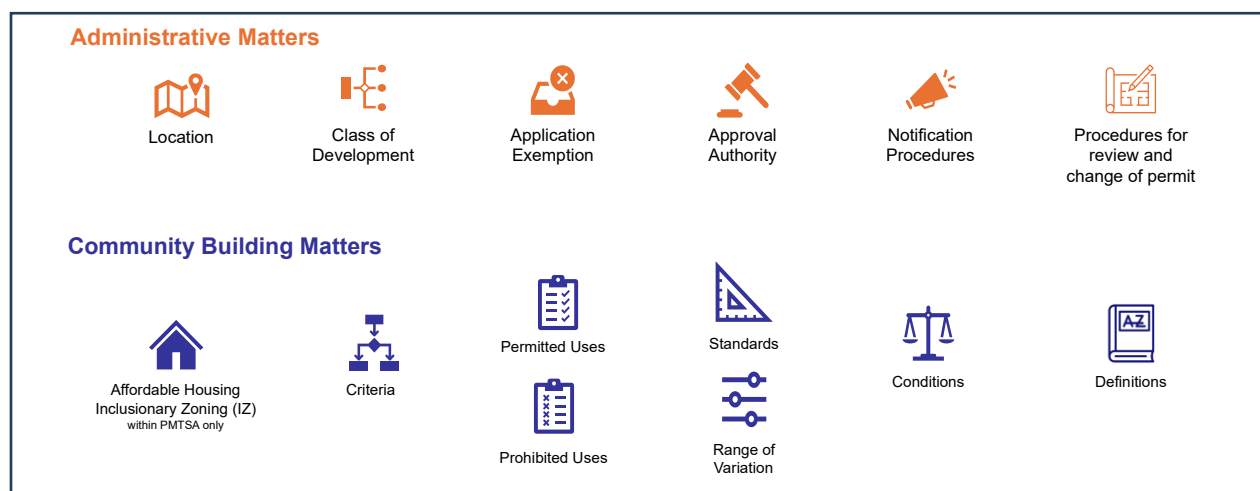 Administrative Matters
Location
Class of
Development
Application
Exemption
Approval
Authority
Notification
Procedures
Procedures for
review and
change of permit
Community Building Matters
Affordable Housing
Inclusionary Zoning (IZ)
within PMTSA only
Criteria
Permitted Uses
Prohibited Uses
Standards
Range of
Variation
Conditions
A-Z
Definitions